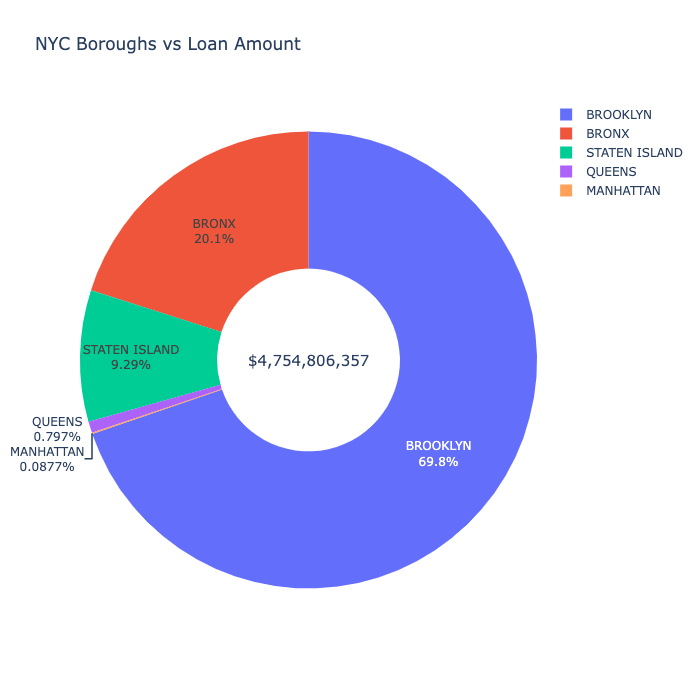 NYC Boroughs vs Loan Amount
BROOKLYN
BRONX
STATEN ISLAND
QUEENS
MANHATTAN
BRONX
20.1%
STATEN ISLAND
9.29%
$4,754,806,357
QUEENS
0.797%
MANHATTAN
0.0877%
BROOKLYN
69.8%